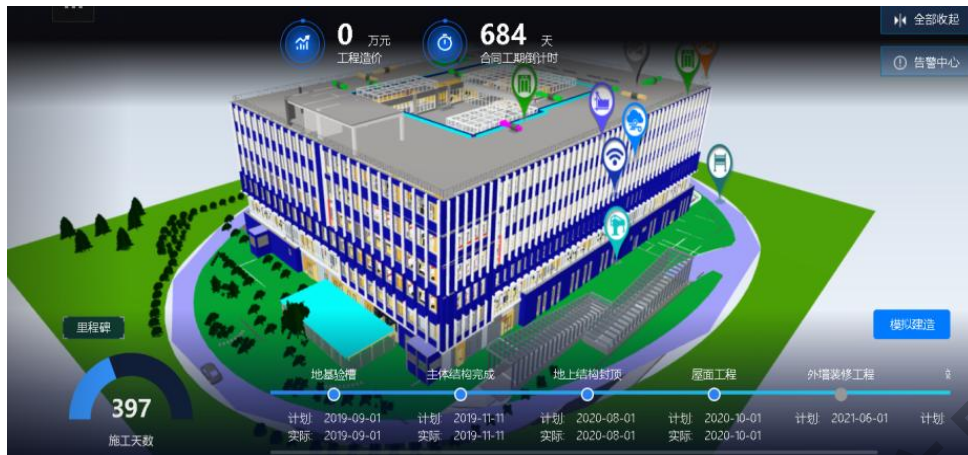 0 万元
工程造价
684 天
合同工期倒计时
全部收起
告警中心
里程碑
模拟建造
397
施工天数
地基验槽
计划: 2019-09-01
实际: 2019-09-01
主体结构完成
计划: 2019-11-11
实际: 2019-11-11
地上结构封顶
计划: 2020-08-01
实际: 2020-08-01
屋面工程
计划: 2020-10-01
实际: 2020-10-01
外墙装修工程
计划: 2021-06-01
计划: